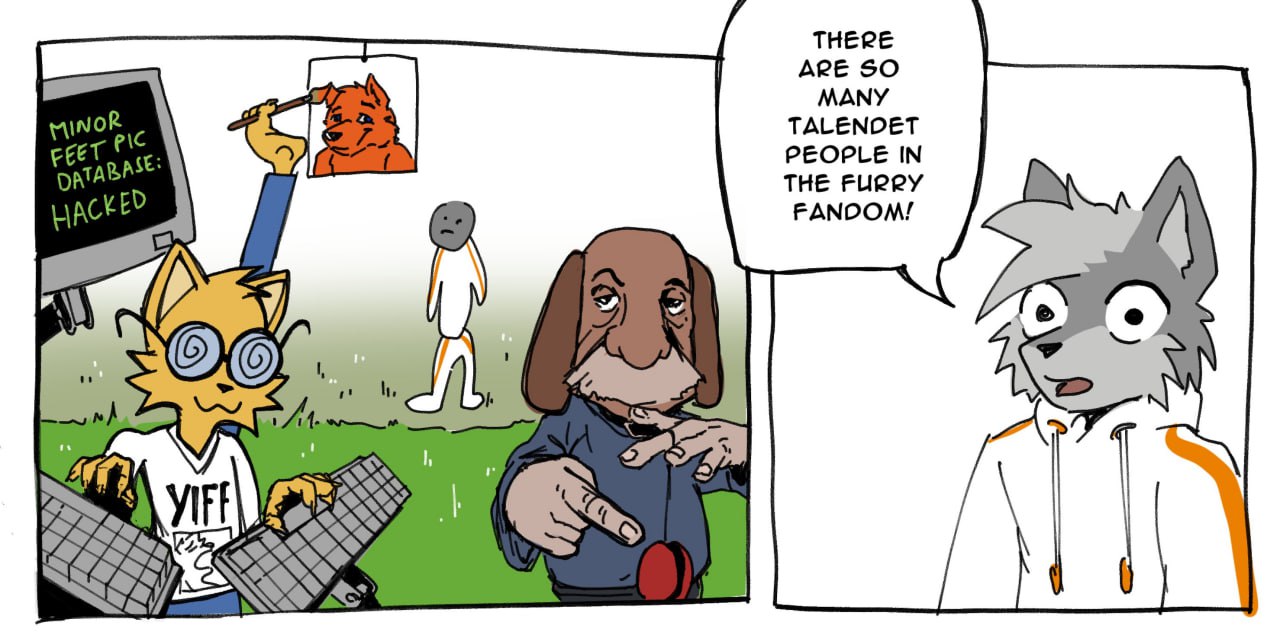 MINOR
FEET PIC
DATABASE:
HACKED
YIFF
THERE
ARE SO
MANY
TALENDET
PEOPLE IN
THE FURRY
FANDOM!